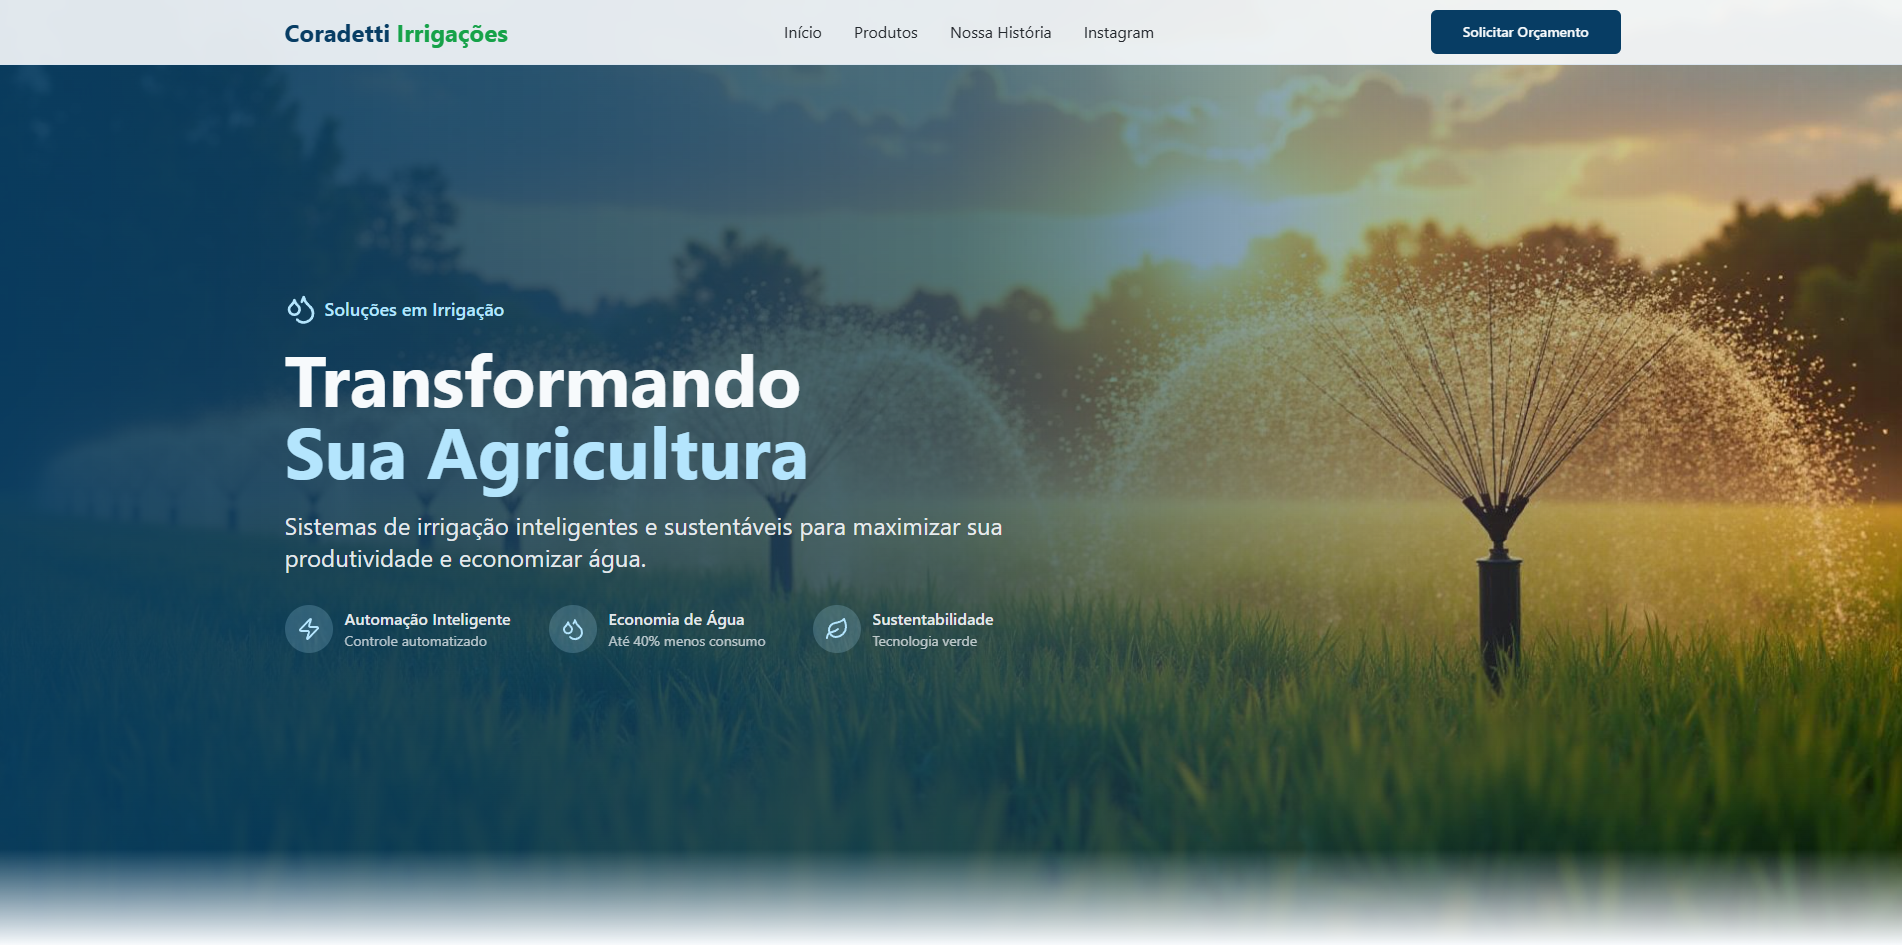 Coradetti Irrigações
Início
Produtos
Nossa História
Instagram
Solicitar Orçamento
Soluções em Irrigação
Transformando
Sua Agricultura
Sistemas de irrigação inteligentes e sustentáveis para maximizar sua
produtividade e economizar água.
Automação Inteligente
Controle automatizado
Economia de Água
Até 40% menos consumo
Sustentabilidade
Tecnologia verde